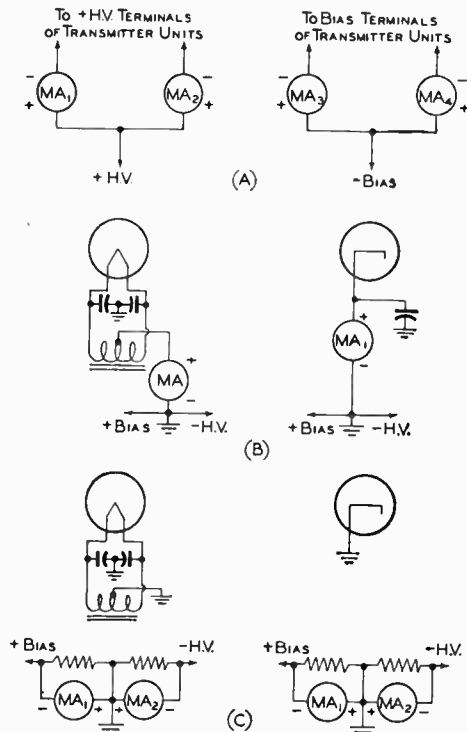 To +H.V. Terminals
of Transmitter Units
To Bias Terminals
of Transmitter Units
- -
+ MA1 MA2 +
- -
+ MA3 MA4 +
+ H.V.
(A)
-Bias
+
MA
-
+Bias -H.V.
+
MA1
-
+Bias -H.V.
(B)
+Bias -H.V.
- MA1 + + MA2 -
+Bias -H.V.
- MA1 + + MA2 -
(C)